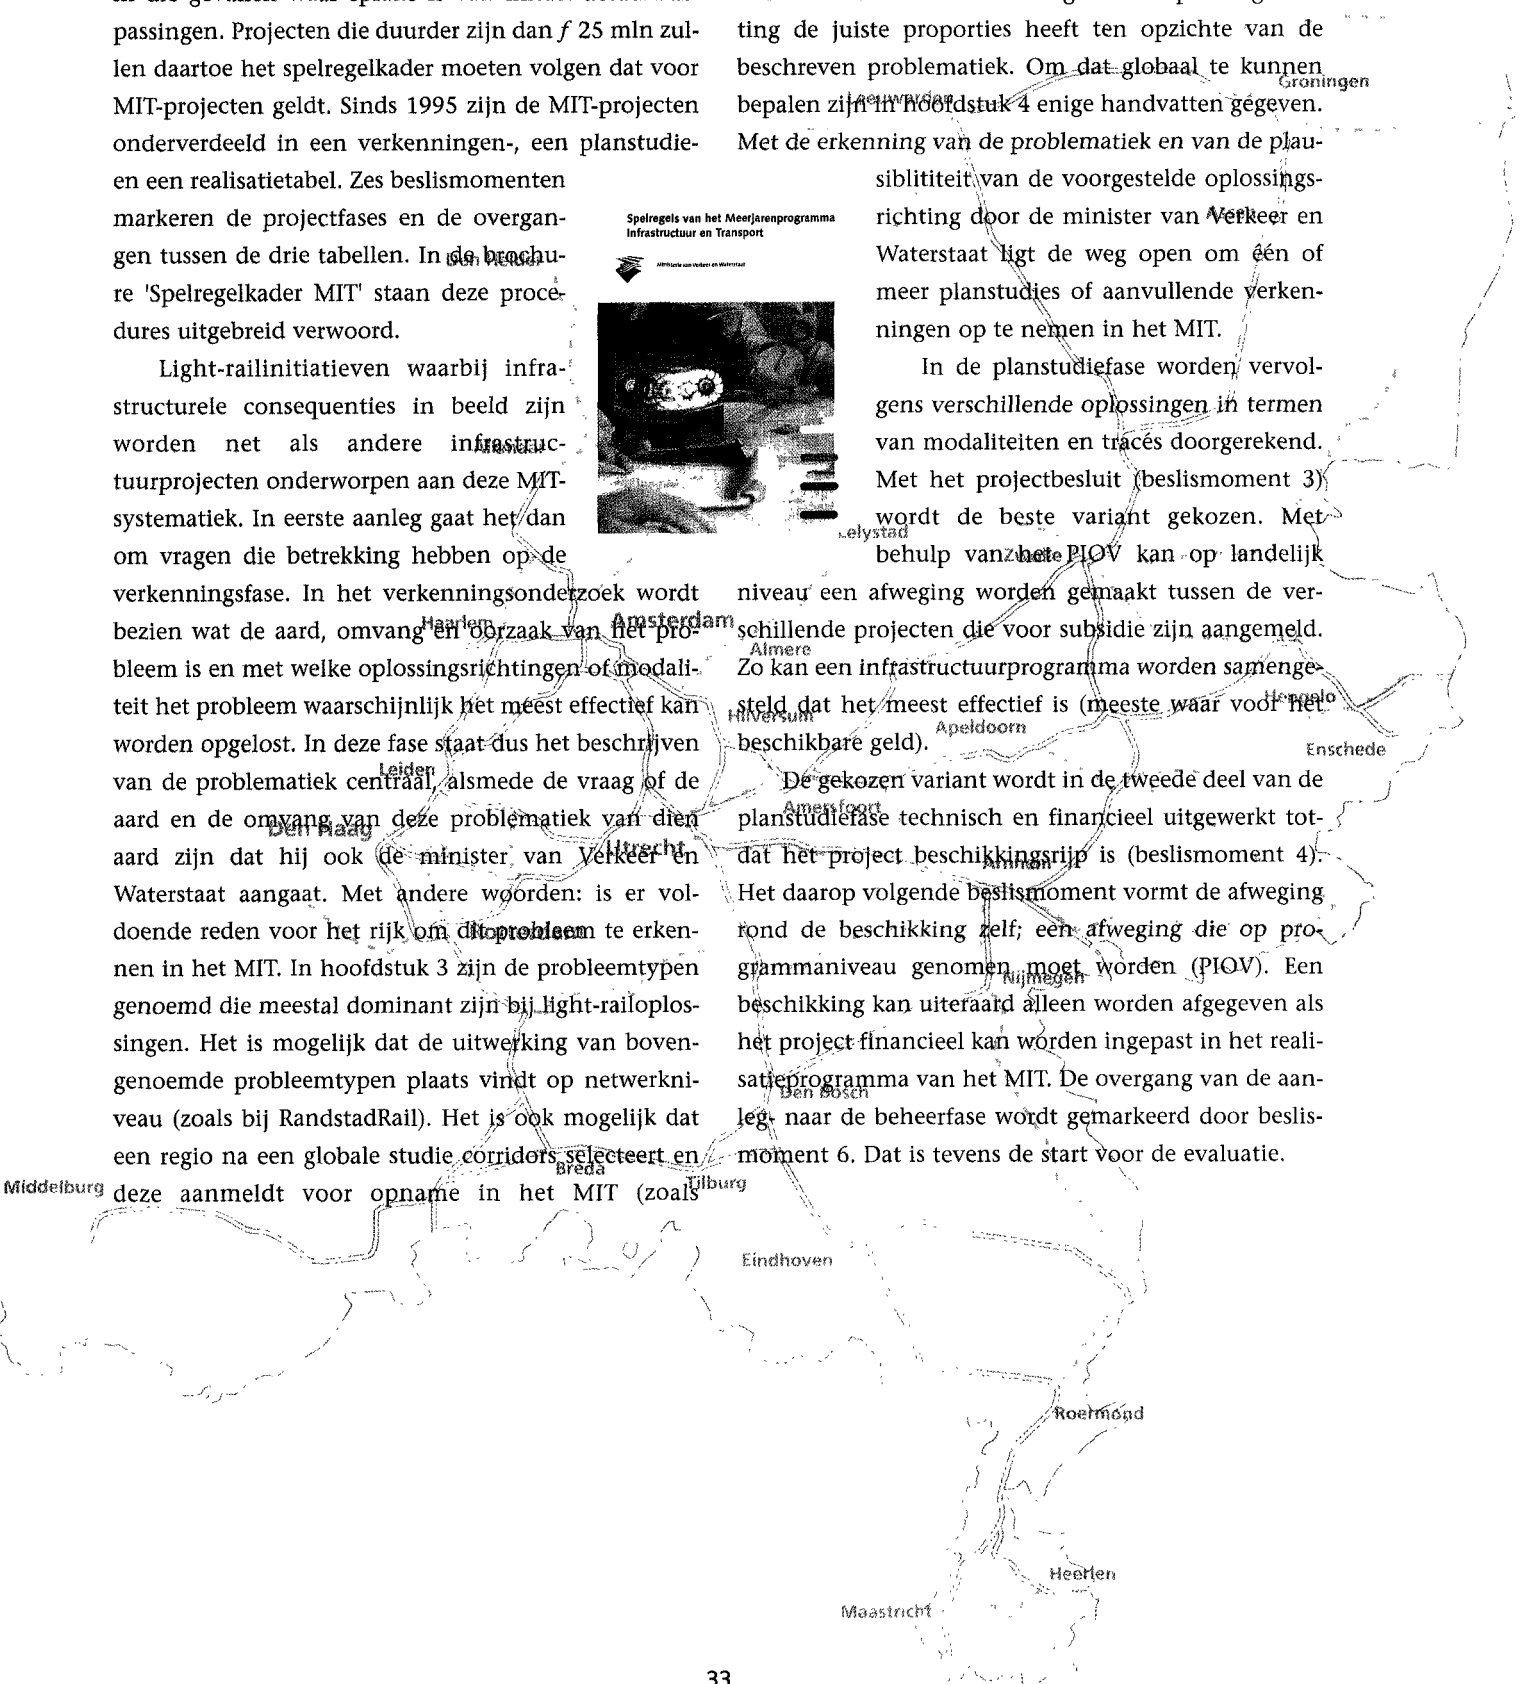 passingen. Projecten die duurder zijn dan f 25 mln zul-
len daartoe het spelregelkader moeten volgen dat voor
MIT-projecten geldt. Sinds 1995 zijn de MIT-projecten
onderverdeeld in een verkenningen-, een planstudie-
en een realisatietabel. Zes beslismomenten
markeren de projectfases en de overgan-
gen tussen de drie tabellen. In de brochu-
re 'Spelregelkader MIT' staan deze proce-
dures uitgebreid verwoord.
Light-railinitiatieven waarbij infra-
structurele consequenties in beeld zijn
worden net als andere infrastruc-
tuurprojecten onderworpen aan deze MIT-
systematiek. In eerste aanleg gaat het dan
om vragen die betrekking hebben op de
verkenningsfase. In het verkenningsonderzoek wordt
bezien wat de aard, omvang en oorzaak van het pro-
bleem is en met welke oplossingsrichtingen of modali-
teit het probleem waarschijnlijk het meest effectief kan
worden opgelost. In deze fase staat dus het beschrijven
van de problematiek centraal, alsmede de vraag of de
aard en de omvang van deze problematiek van dien
aard zijn dat hij ook de minister van Verkeer en
Waterstaat aangaat. Met andere woorden: is er vol-
doende reden voor het rijk om dit probleem te erken-
nen in het MIT. In hoofdstuk 3 zijn de probleemtypen
genoemd die meestal dominant zijn bij light-railoplos-
singen. Het is mogelijk dat de uitwerking van boven-
genoemde probleemtypen plaats vindt op netwerkni-
veau (zoals bij RandstadRail). Het is ook mogelijk dat
een regio na een globale studie corridors selecteert en
deze aanmeldt voor opname in het MIT (zoals
Spelregels van het Meerjarenprogramma
Infrastructuur en Transport
Ministerie van Verkeer en Waterstaat
ting de juiste proporties heeft ten opzichte van de
beschreven problematiek. Om dat globaal te kunnen
bepalen zijn in hoofdstuk 4 enige handvatten gegeven.
Met de erkenning van de problematiek en van de plau-
siblititeit van de voorgestelde oplossings-
richting door de minister van Verkeer en
Waterstaat ligt de weg open om één of
meer planstudies of aanvullende verken-
ningen op te nemen in het MIT.
In de planstudiefase worden vervol-
gens verschillende oplossingen in termen
van modaliteiten en tracés doorgerekend.
Met het projectbesluit (beslismoment 3)
wordt de beste variant gekozen. Met
behulp van het PIOV kan op landelijk
niveau een afweging worden gemaakt tussen de ver-
schillende projecten die voor subsidie zijn aangemeld.
Zo kan een infrastructuurprogramma worden samenge-
steld dat het meest effectief is (meeste waar voor het
beschikbare geld).
De gekozen variant wordt in de tweede deel van de
planstudiefase technisch en financieel uitgewerkt tot-
dat het project beschikkingsrijp is (beslismoment 4).
Het daarop volgende beslismoment vormt de afweging
rond de beschikking zelf; een afweging die op pro-
grammaniveau genomen moet worden (PIOV). Een
beschikking kan uiteraard alleen worden afgegeven als
het project financieel kan worden ingepast in het reali-
satieprogramma van het MIT. De overgang van de aan-
leg- naar de beheerfase wordt gemarkeerd door beslis-
moment 6. Dat is tevens de start voor de evaluatie.
Groningen
Leeuwarden
Assen
Den Helder
Alkmaar
Lelystad
Zwolle
Haarlem
Amsterdam
Almere
Hilversum
Apeldoorn
Hengelo
Enschede
Leiden
Amersfoort
Den Haag
Utrecht
Arnhem
Rotterdam
Nijmegen
Den Bosch
Breda
Tilburg
Middelburg
Eindhoven
Roermond
Heerlen
Maastricht
33